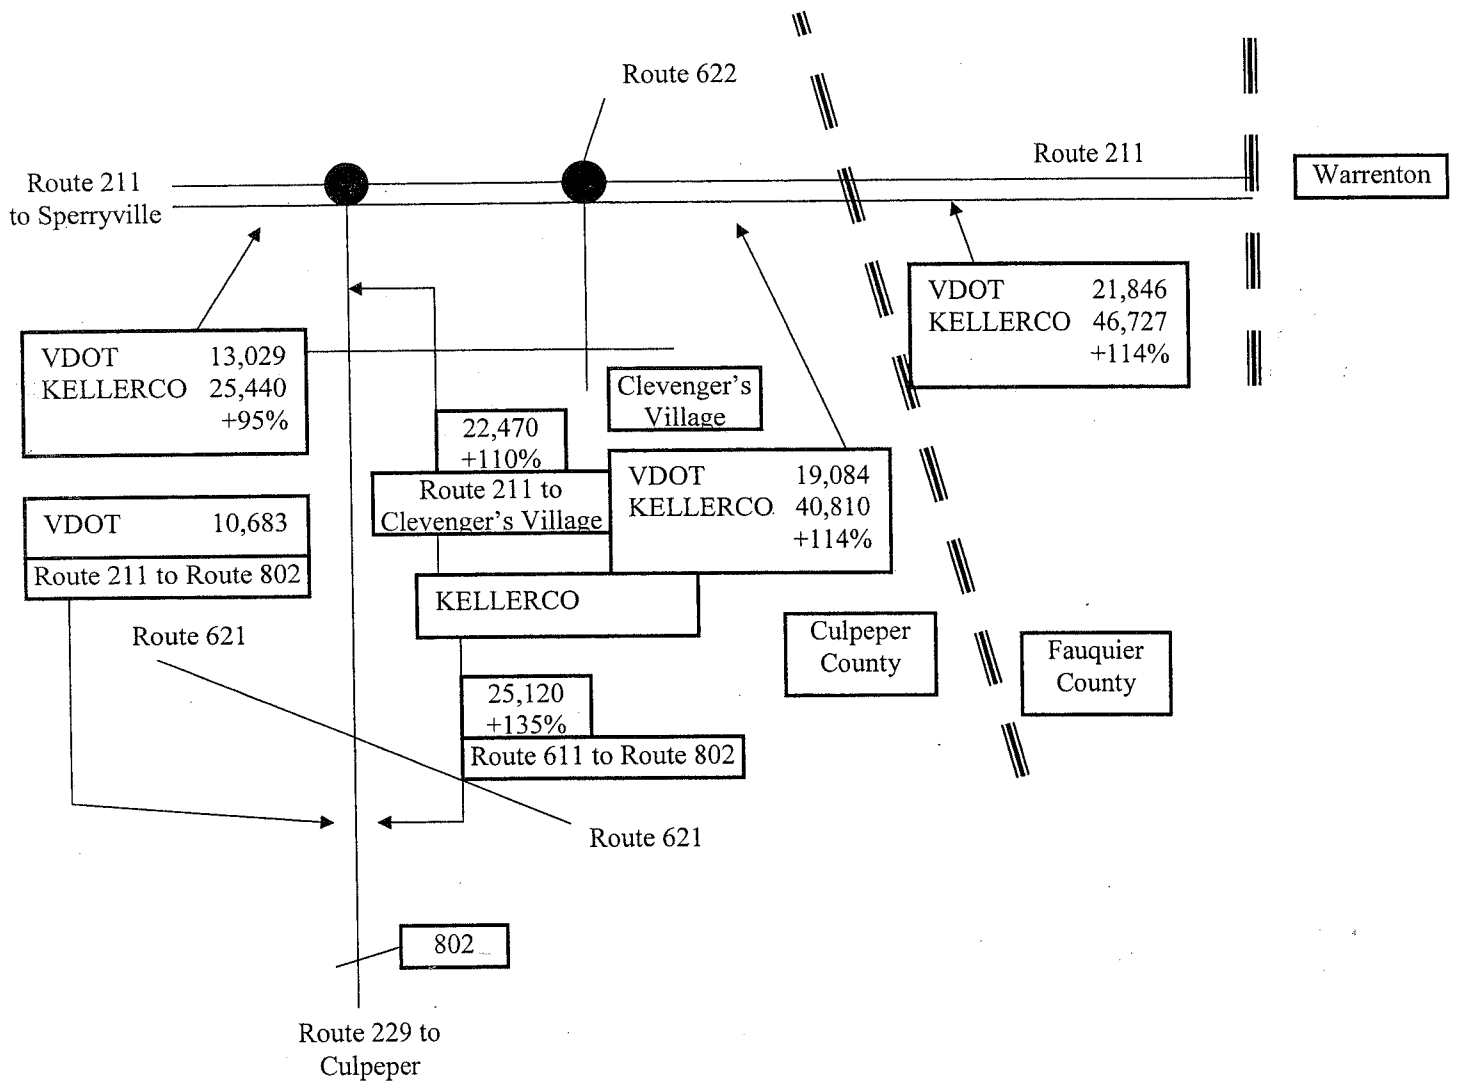 Route 622
Route 211
Warrenton
Route 211
to Sperryville
VDOT 21,846
KELLERCO 46,727
+114%
VDOT 13,029
KELLERCO 25,440
+95%
Clevenger's
Village
22,470
+110%
Route 211 to
Clevenger's Village
VDOT 19,084
KELLERCO 40,810
+114%
VDOT 10,683
Route 211 to Route 802
KELLERCO
Route 621
Culpeper
County
Fauquier
County
25,120
+135%
Route 611 to Route 802
Route 621
802
Route 229 to
Culpeper